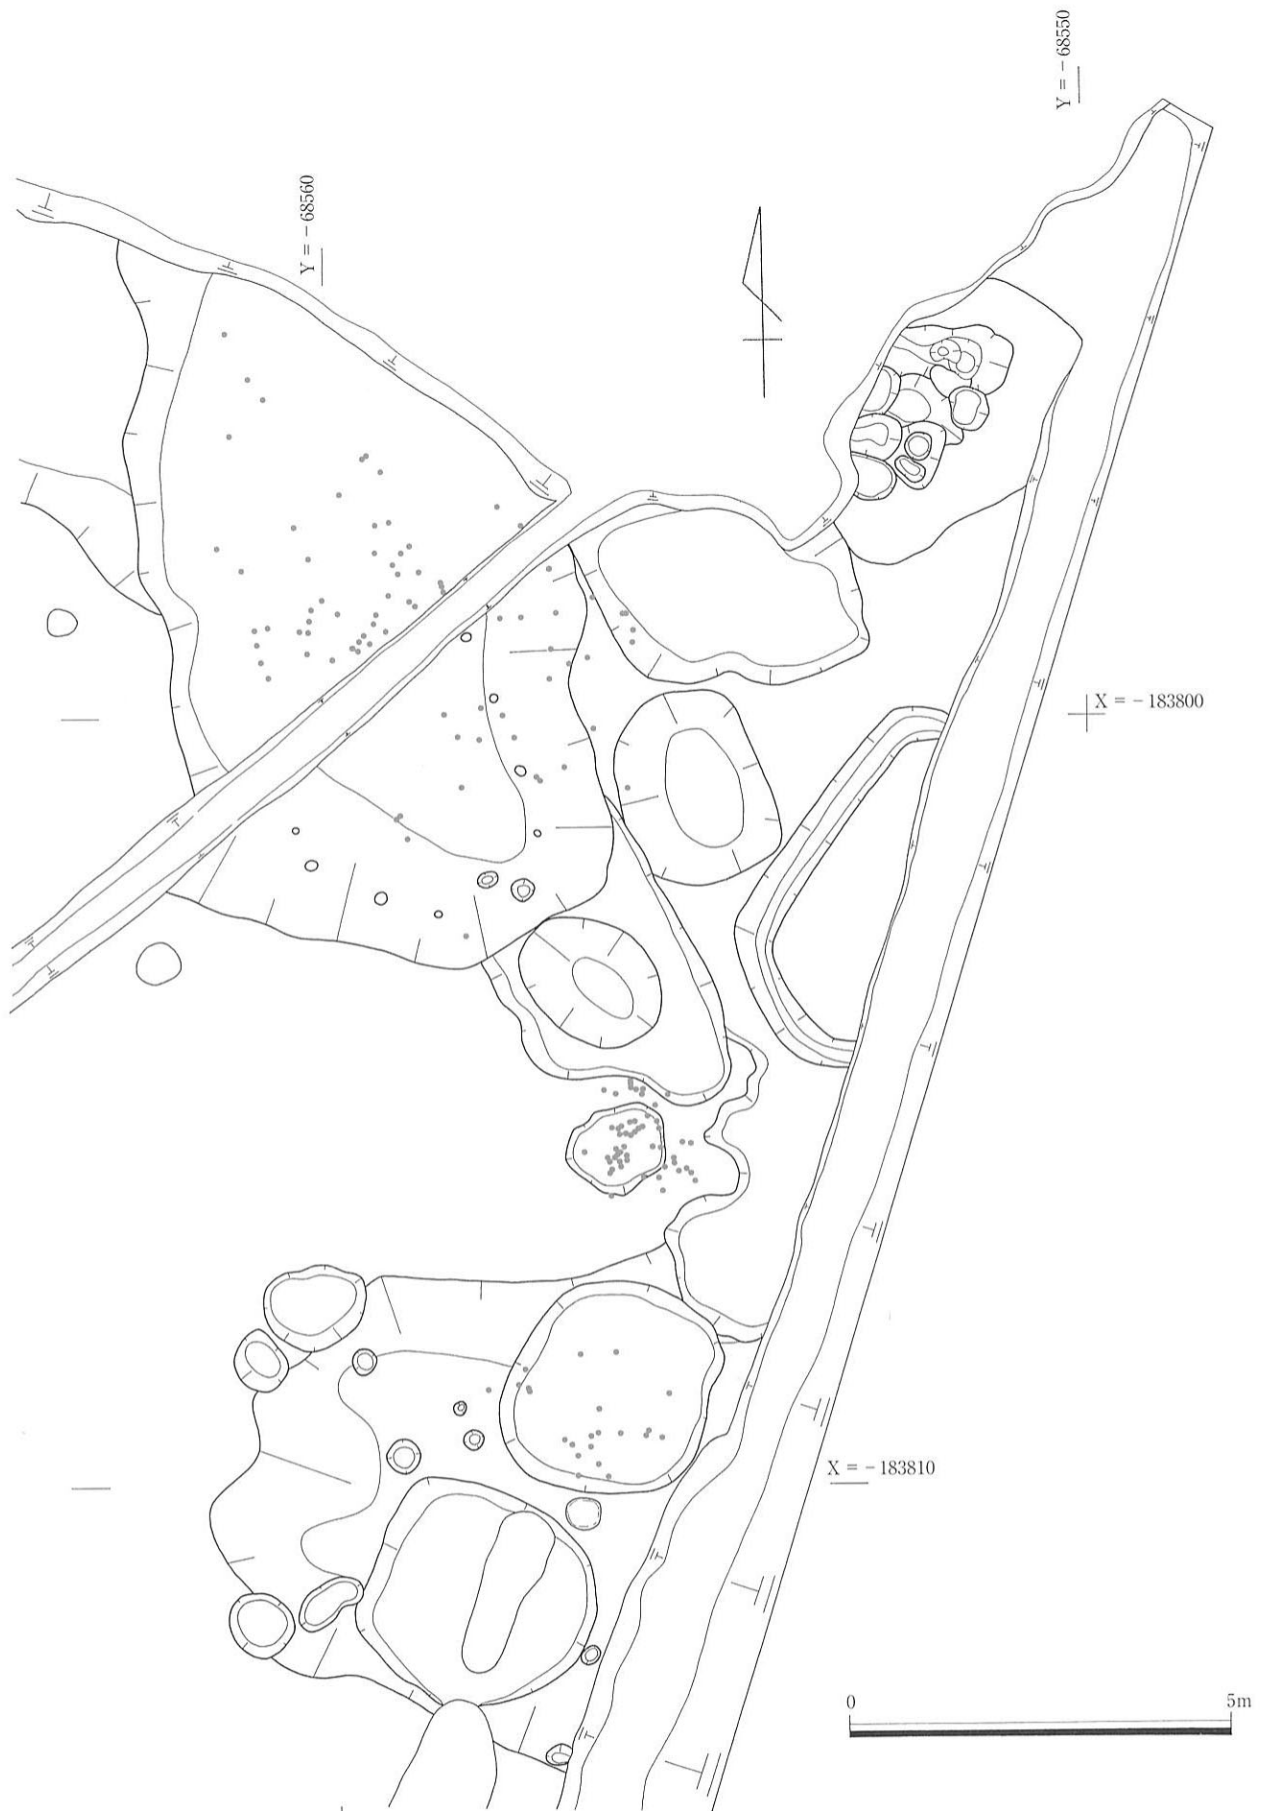 Y = －68550
Y = －68560
X = －183800
X = －183810
0 5m